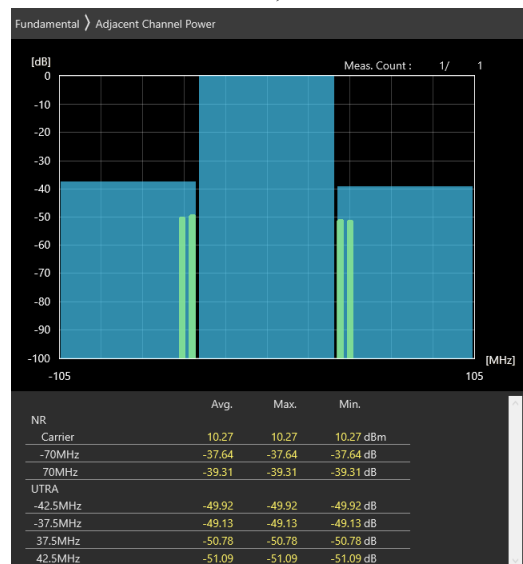 Fundamental 〉 Adjacent Channel Power
[dB]
Meas. Count : 1/ 1
0
-10
-20
-30
-40
-50
-60
-70
-80
-90
-100
[MHz]
-105 105
Avg. Max. Min.
NR
Carrier 10.27 10.27 10.27 dBm
-70MHz -37.64 -37.64 -37.64 dB
70MHz -39.31 -39.31 -39.31 dB
UTRA
-42.5MHz -49.92 -49.92 -49.92 dB
-37.5MHz -49.13 -49.13 -49.13 dB
37.5MHz -50.78 -50.78 -50.78 dB
42.5MHz -51.09 -51.09 -51.09 dB